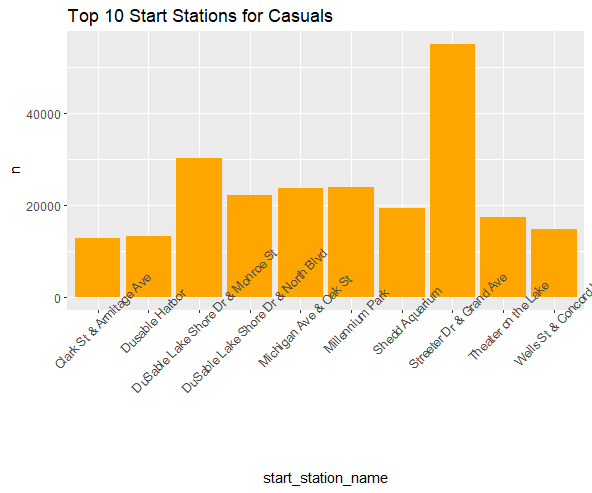 Top 10 Start Stations for Casuals
n
40000
20000
0
Clark St & Armitage Ave
Dusable Harbor
DuSable Lake Shore Dr & Monroe St
DuSable Lake Shore Dr & North Blvd
Michigan Ave & Oak St
Millennium Park
Shedd Aquarium
Streeter Dr & Grand Ave
Theater on the Lake
Wells St & Concord
start_station_name